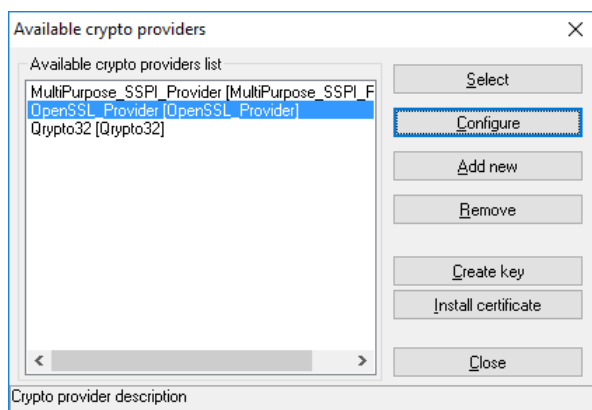 Available crypto providers
Available crypto providers list
MultiPurpose_SSPI_Provider [MultiPurpose_SSPI_F
OpenSSL_Provider [OpenSSL_Provider]
Qrypto32 [Qrypto32]
Select
Configure
Add new
Remove
Create key
Install certificate
Close
Crypto provider description